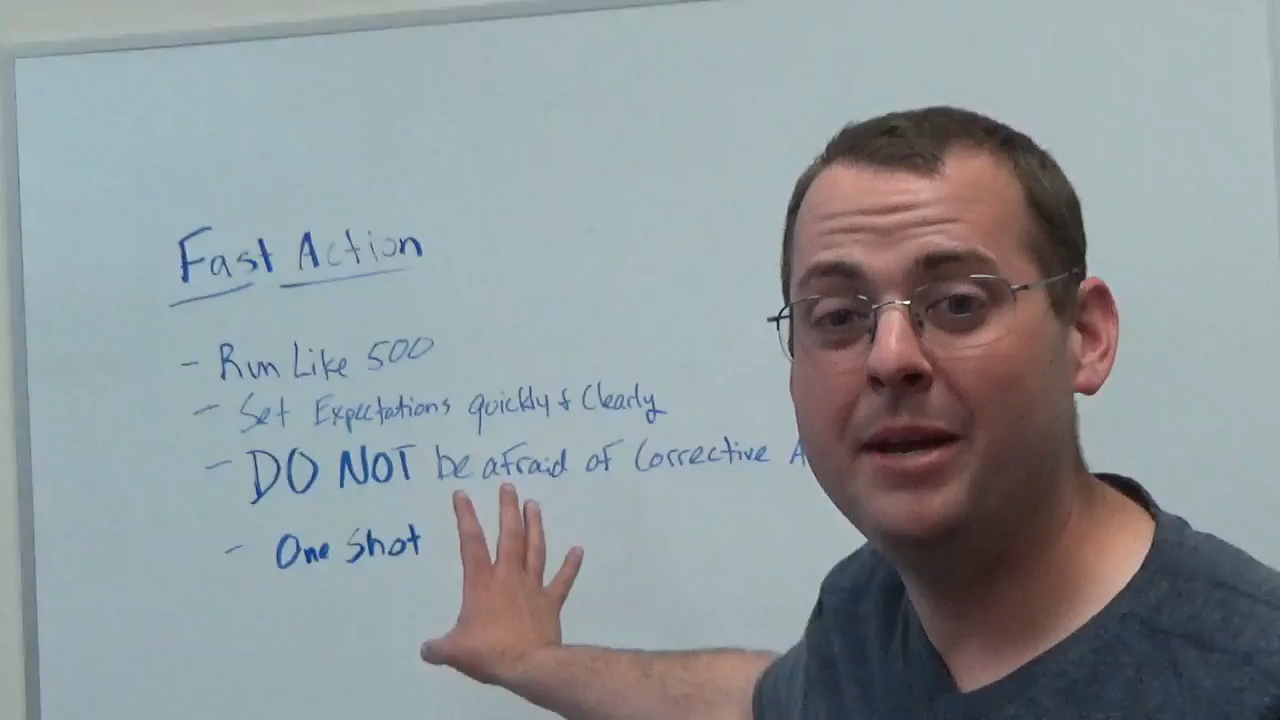 Fast Action
- Run Like 500
- Set Expectations quickly & Clearly
- DO NOT be afraid of Corrective A
- One Shot